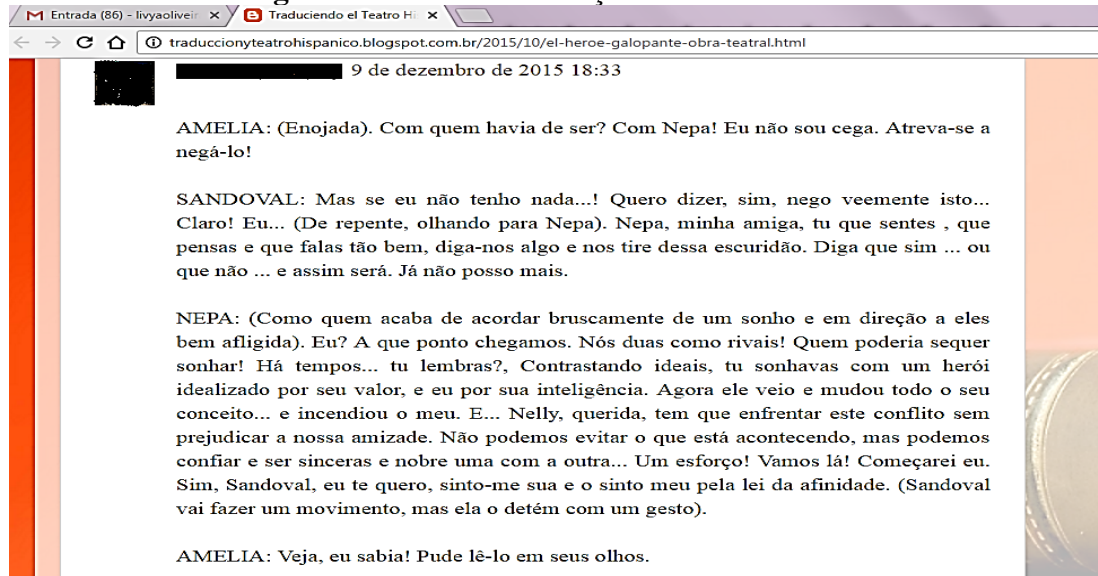 Entrada (86) - livyaoliveir
Traduciendo el Teatro Hi
traduccionyteatrohispanico.blogspot.com.br/2015/10/el-heroe-galopante-obra-teatral.html
9 de dezembro de 2015 18:33
AMELIA: (Enojada). Com quem havia de ser? Com Nepa! Eu não sou cega. Atreva-se a
negá-lo!
SANDOVAL: Mas se eu não tenho nada...! Quero dizer, sim, nego veemente isto...
Claro! Eu... (De repente, olhando para Nepa). Nepa, minha amiga, tu que sentes , que
pensas e que falas tão bem, diga-nos algo e nos tire dessa escuridão. Diga que sim ... ou
que não ... e assim será. Já não posso mais.
NEPA: (Como quem acaba de acordar bruscamente de um sonho e em direção a eles
bem afligida). Eu? A que ponto chegamos. Nós duas como rivais! Quem poderia sequer
sonhar! Há tempos... tu lembras?, Contrastando ideais, tu sonhavas com um herói
idealizado por seu valor, e eu por sua inteligência. Agora ele veio e mudou todo o seu
conceito... e incendiou o meu. E... Nelly, querida, tem que enfrentar este conflito sem
prejudicar a nossa amizade. Não podemos evitar o que está acontecendo, mas podemos
confiar e ser sinceras e nobre uma com a outra... Um esforço! Vamos lá! Começarei eu.
Sim, Sandoval, eu te quero, sinto-me sua e o sinto meu pela lei da afinidade. (Sandoval
vai fazer um movimento, mas ela o detém com um gesto).
AMELIA: Veja, eu sabia! Pude lê-lo em seus olhos.